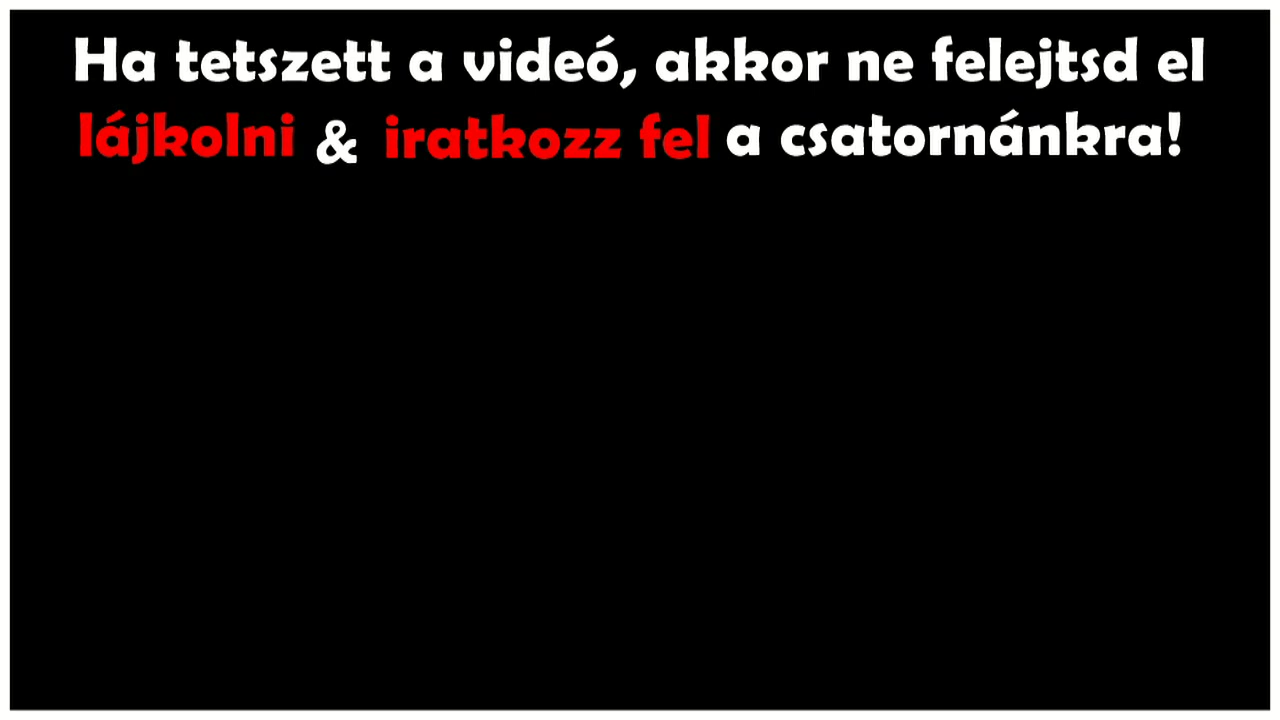 Ha tetszett a videó, akkor ne felejtsd el
lájkolni & iratkozz fel a csatornánkra!